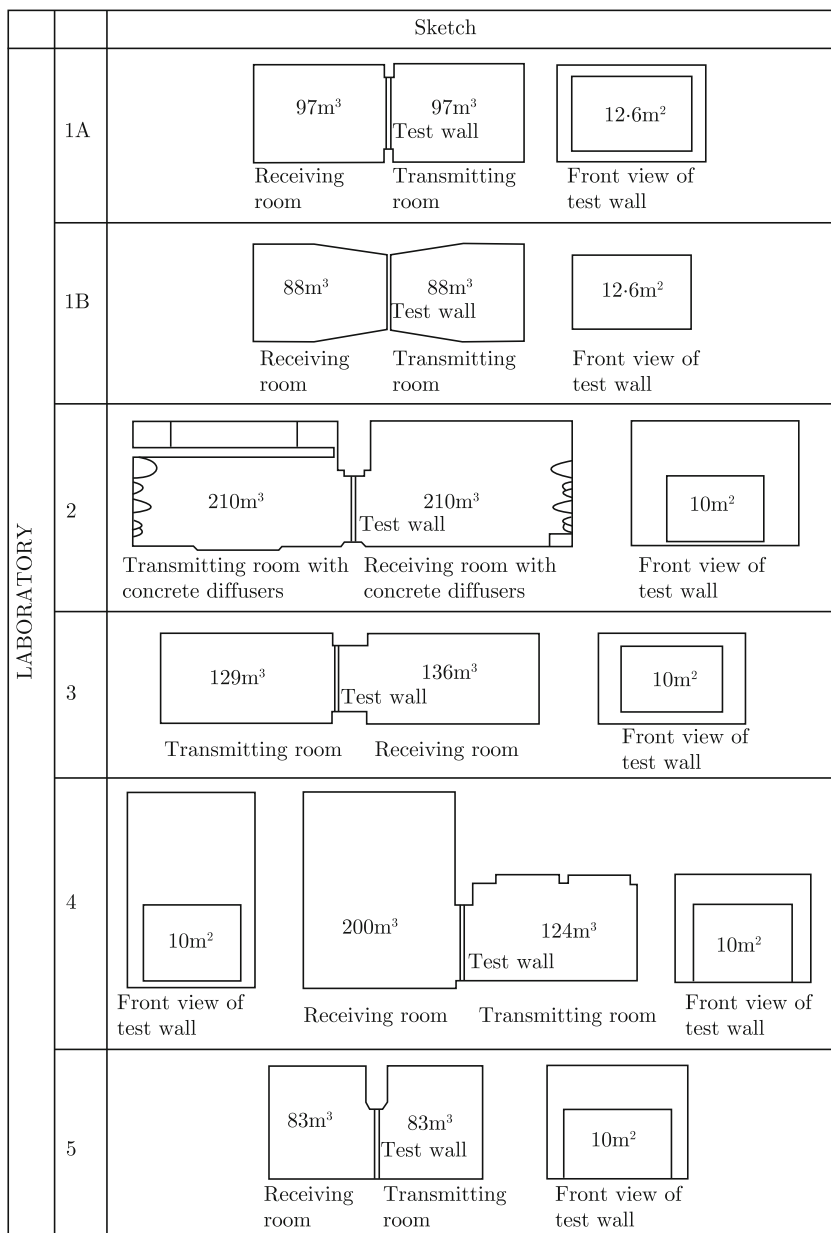 Sketch
LABORATORY
1A
97m³
97m³
Test wall
12·6m²
Receiving
room
Transmitting
room
Front view of
test wall
1B
88m³
88m³
Test wall
12·6m²
Receiving
room
Transmitting
room
Front view of
test wall
2
210m³
210m³
Test wall
10m²
Transmitting room with
concrete diffusers
Receiving room with
concrete diffusers
Front view of
test wall
3
129m³
136m³
Test wall
10m²
Transmitting room
Receiving room
Front view of
test wall
4
10m²
Front view of
test wall
200m³
124m³
Test wall
Receiving room
Transmitting room
10m²
Front view of
test wall
5
83m³
83m³
Test wall
10m²
Receiving
room
Transmitting
room
Front view of
test wall